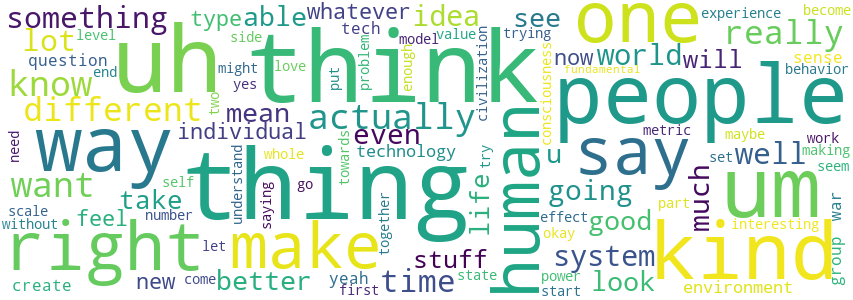 something
uh
type
able
whatever
tech
idea
see
one
experience
become
really
lot
level
side
model
value
trying
question
end
might
love
put
problem
enough
civilization
consciousness
now
world
will
sense
know
yes
think
fundamental
behavior
different
two
mean
actually
human
people
metric
maybe
work
need
way
individual
even
say
set
well
making
seem
want
understand
whole
technology
towards
try
u
much
um
take
self
thing
go
life
going
part
scale
without
feel
number
saying
together
effect
good
interesting
group
war
right
let
make
stuff
okay
system
kind
create
new
come
better
yeah
first
time
state
power
start
look
environment